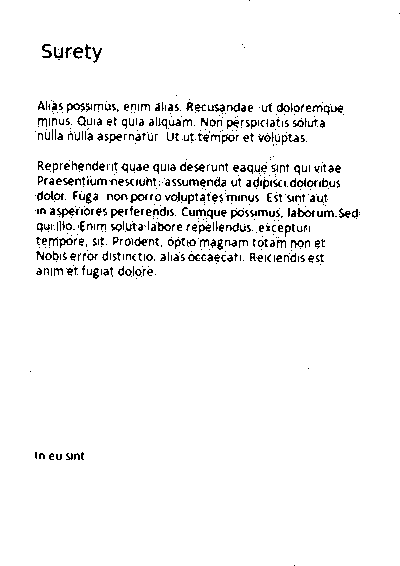 Surety
Alias possimus, enim alias. Recusandae ut doloremque
minus. Quia et quia aliquam. Non perspiciatis soluta
nulla nulla aspernatur. Ut ut tempor et voluptas.
Reprehenderit quae quia deserunt eaque sint qui vitae
Praesentium nesciunt, assumenda ut adipisci doloribus
dolor. Fuga non porro voluptates minus. Est sint aut
in asperiores perferendis. Cumque possimus, laborum. Sed
qui illo. Enim soluta labore repellendus, excepturi
tempore, sit. Proident, optio magnam totam non et
Nobis error distinctio, alias occaecati. Reiciendis est
anim et fugiat dolore.
In eu sint